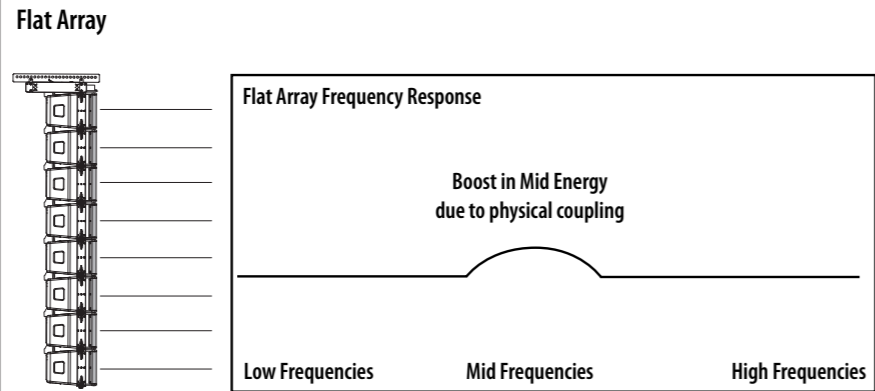 Flat Array
Flat Array Frequency Response
Boost in Mid Energy
due to physical coupling
Low Frequencies
Mid Frequencies
High Frequencies